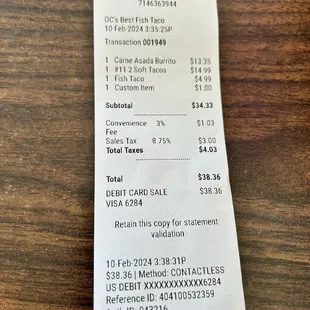 7146363944
OC's Best Fish Taco
10-Feb-2024 3:35:25P
Transaction 001949
1 Carne Asada Burrito $13.35
1 #11 2 Soft Tacos $14.99
1 Fish Taco $4.99
1 Custom Item $1.00
Subtotal $34.33
Convenience 3% $1.03
Fee
Sales Tax 8.75% $3.00
Total Taxes $4.03
Total $38.36
DEBIT CARD SALE $38.36
VISA 6284
Retain this copy for statement
validation
10-Feb-2024 3:38:31P
$38.36 | Method: CONTACTLESS
US DEBIT XXXXXXXXXXXX6284
Reference ID: 404100532359
Auth ID: 043216